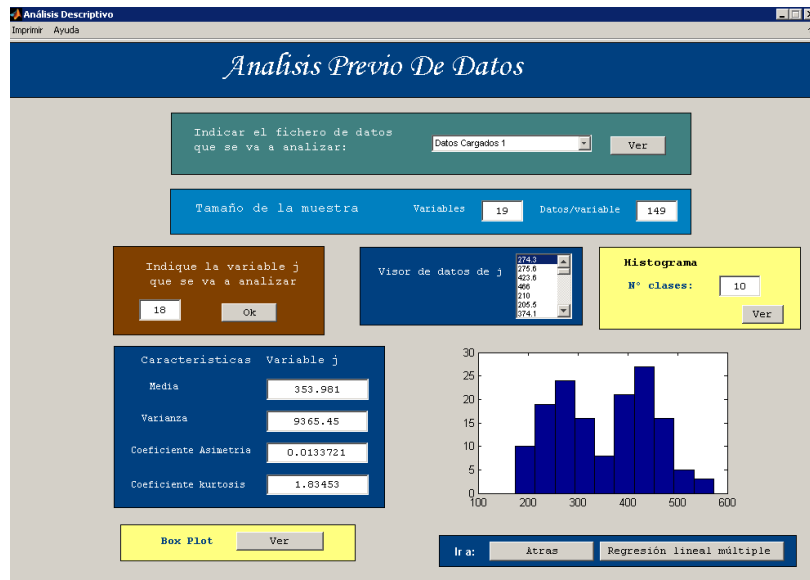 Análisis Descriptivo
Imprimir Ayuda
Analisis Previo De Datos
Indicar el fichero de datos
que se va a analizar:
Datos Cargados 1
Ver
Tamaño de la muestra
Variables
19
Datos/variable
149
Indique la variable j
que se va a analizar
18
Ok
Visor de datos de j
274.3
275.6
423.6
466
210
205.5
374.1
Histograma
Nº clases:
10
Ver
Caracteristicas Variable j
Media
353.981
Varianza
9365.45
Coeficiente Asimetria
0.0133721
Coeficiente kurtosis
1.83453
30
25
20
15
10
5
0
100 200 300 400 500 600
Box Plot
Ver
Ir a:
Atras
Regresión lineal múltiple